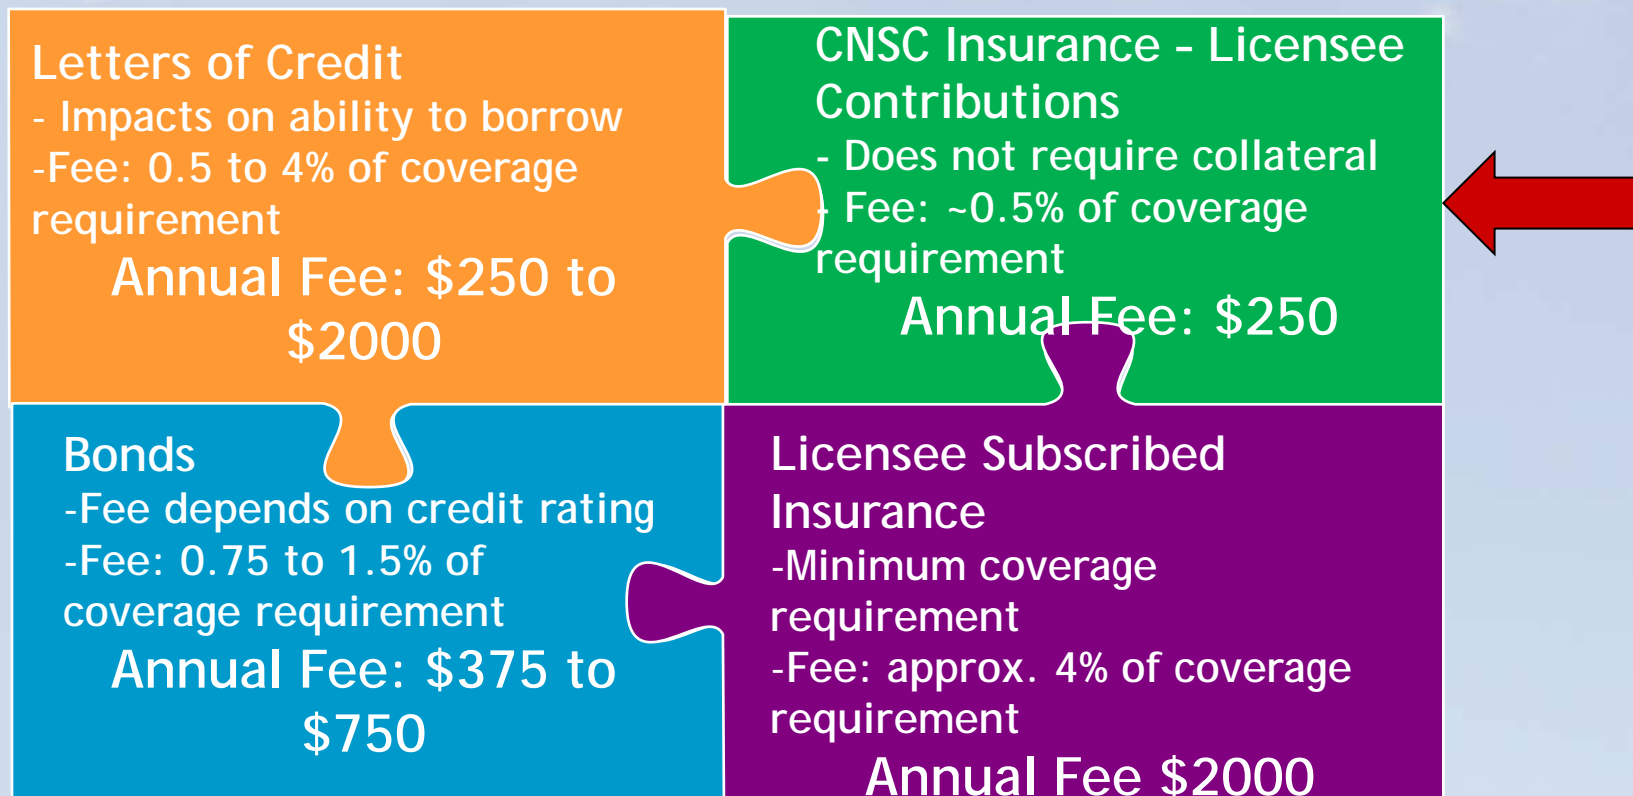 Letters of Credit
- Impacts on ability to borrow
-Fee: 0.5 to 4% of coverage
requirement
Annual Fee: $250 to
$2000
CNSC Insurance - Licensee
Contributions
- Does not require collateral
- Fee: ~0.5% of coverage
requirement
Annual Fee: $250
Bonds
-Fee depends on credit rating
-Fee: 0.75 to 1.5% of
coverage requirement
Annual Fee: $375 to
$750
Licensee Subscribed
Insurance
-Minimum coverage
requirement
-Fee: approx. 4% of coverage
requirement
Annual Fee $2000